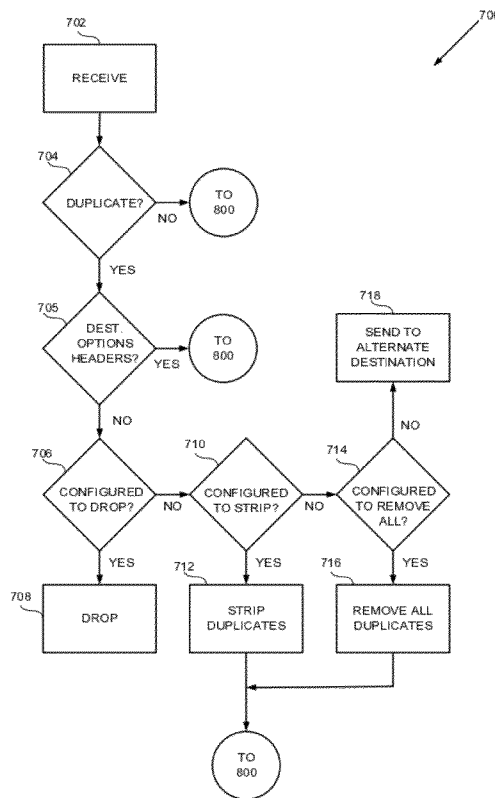 700
702
RECEIVE
704
DUPLICATE?
NO
TO
800
YES
705
DEST.
OPTIONS
HEADERS?
YES
TO
800
NO
718
SEND TO
ALTERNATE
DESTINATION
NO
706
CONFIGURED
TO DROP?
NO
710
CONFIGURED
TO STRIP?
NO
714
CONFIGURED
TO REMOVE
ALL?
YES
YES
YES
708
DROP
712
STRIP
DUPLICATES
716
REMOVE ALL
DUPLICATES
TO
800